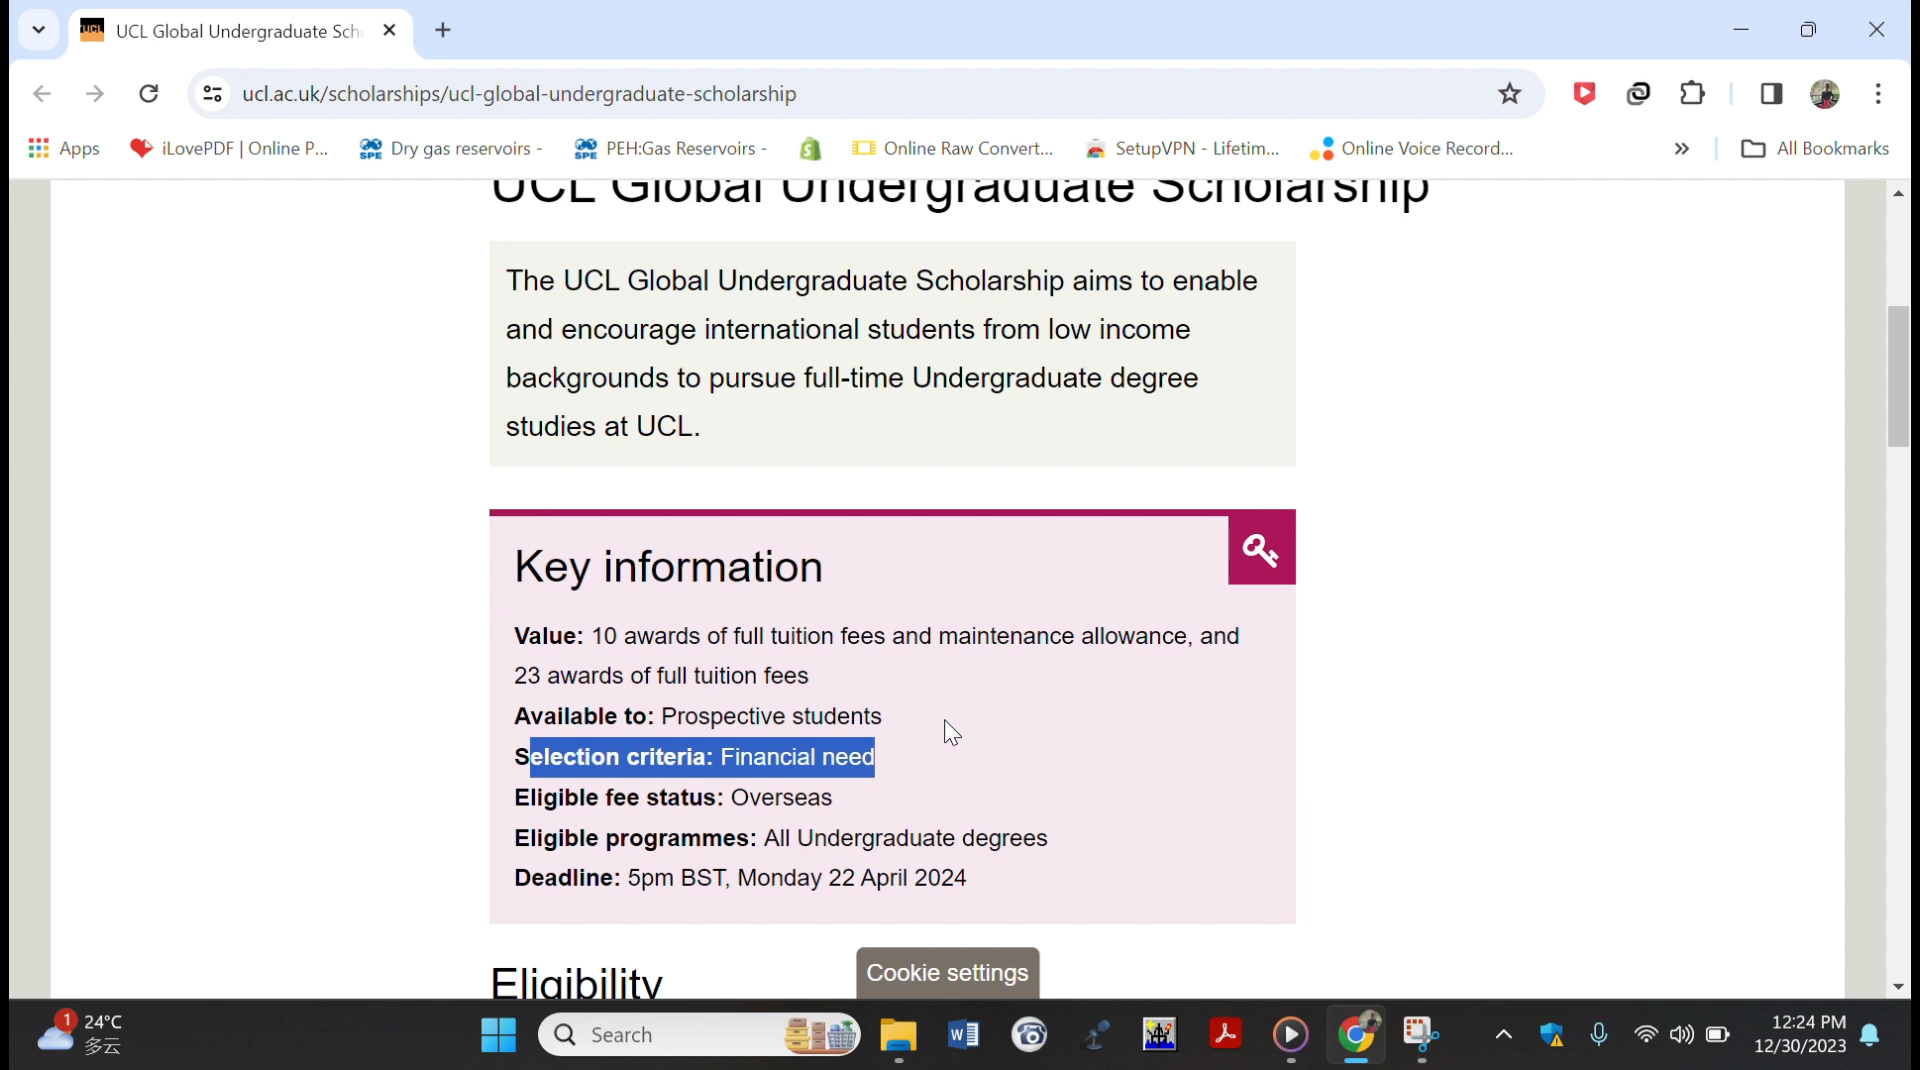 UCL Global Undergraduate Sch
ucl.ac.uk/scholarships/ucl-global-undergraduate-scholarship
Apps
iLovePDF | Online P...
Dry gas reservoirs -
PEH:Gas Reservoirs -
Online Raw Convert...
SetupVPN - Lifetim...
Online Voice Record...
»
All Bookmarks
UCL Global Undergraduate Scholarship
The UCL Global Undergraduate Scholarship aims to enable
and encourage international students from low income
backgrounds to pursue full-time Undergraduate degree
studies at UCL.
Key information
Value: 10 awards of full tuition fees and maintenance allowance, and
23 awards of full tuition fees
Available to: Prospective students
Selection criteria: Financial need
Eligible fee status: Overseas
Eligible programmes: All Undergraduate degrees
Deadline: 5pm BST, Monday 22 April 2024
Eligibility
Cookie settings
1
24°C
多云
Search
12:24 PM
12/30/2023